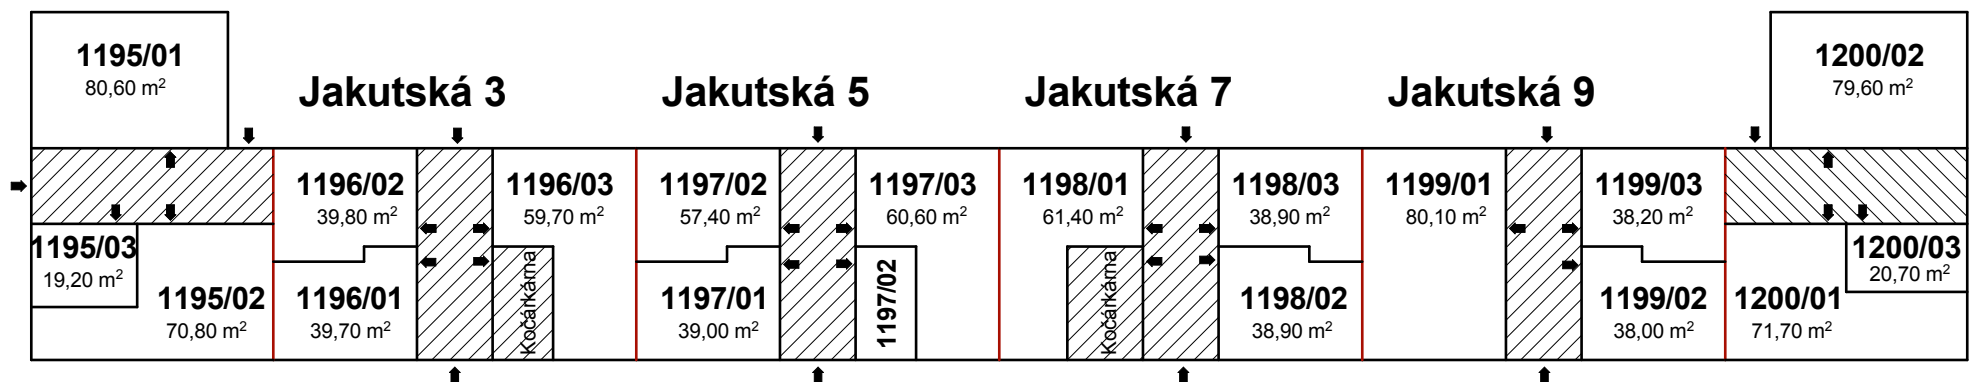 1195/01
80,60 m²
1200/02
79,60 m²
Jakutská 3
Jakutská 5
Jakutská 7
Jakutská 9
1196/02
39,80 m²
1196/03
59,70 m²
1197/02
57,40 m²
1197/03
60,60 m²
1198/01
61,40 m²
1198/03
38,90 m²
1199/01
80,10 m²
1199/03
38,20 m²
1195/03
19,20 m²
1200/03
20,70 m²
1195/02
70,80 m²
1196/01
39,70 m²
Kočárkárna
1197/01
39,00 m²
1197/02
Kočárkárna
1198/02
38,90 m²
1199/02
38,00 m²
1200/01
71,70 m²